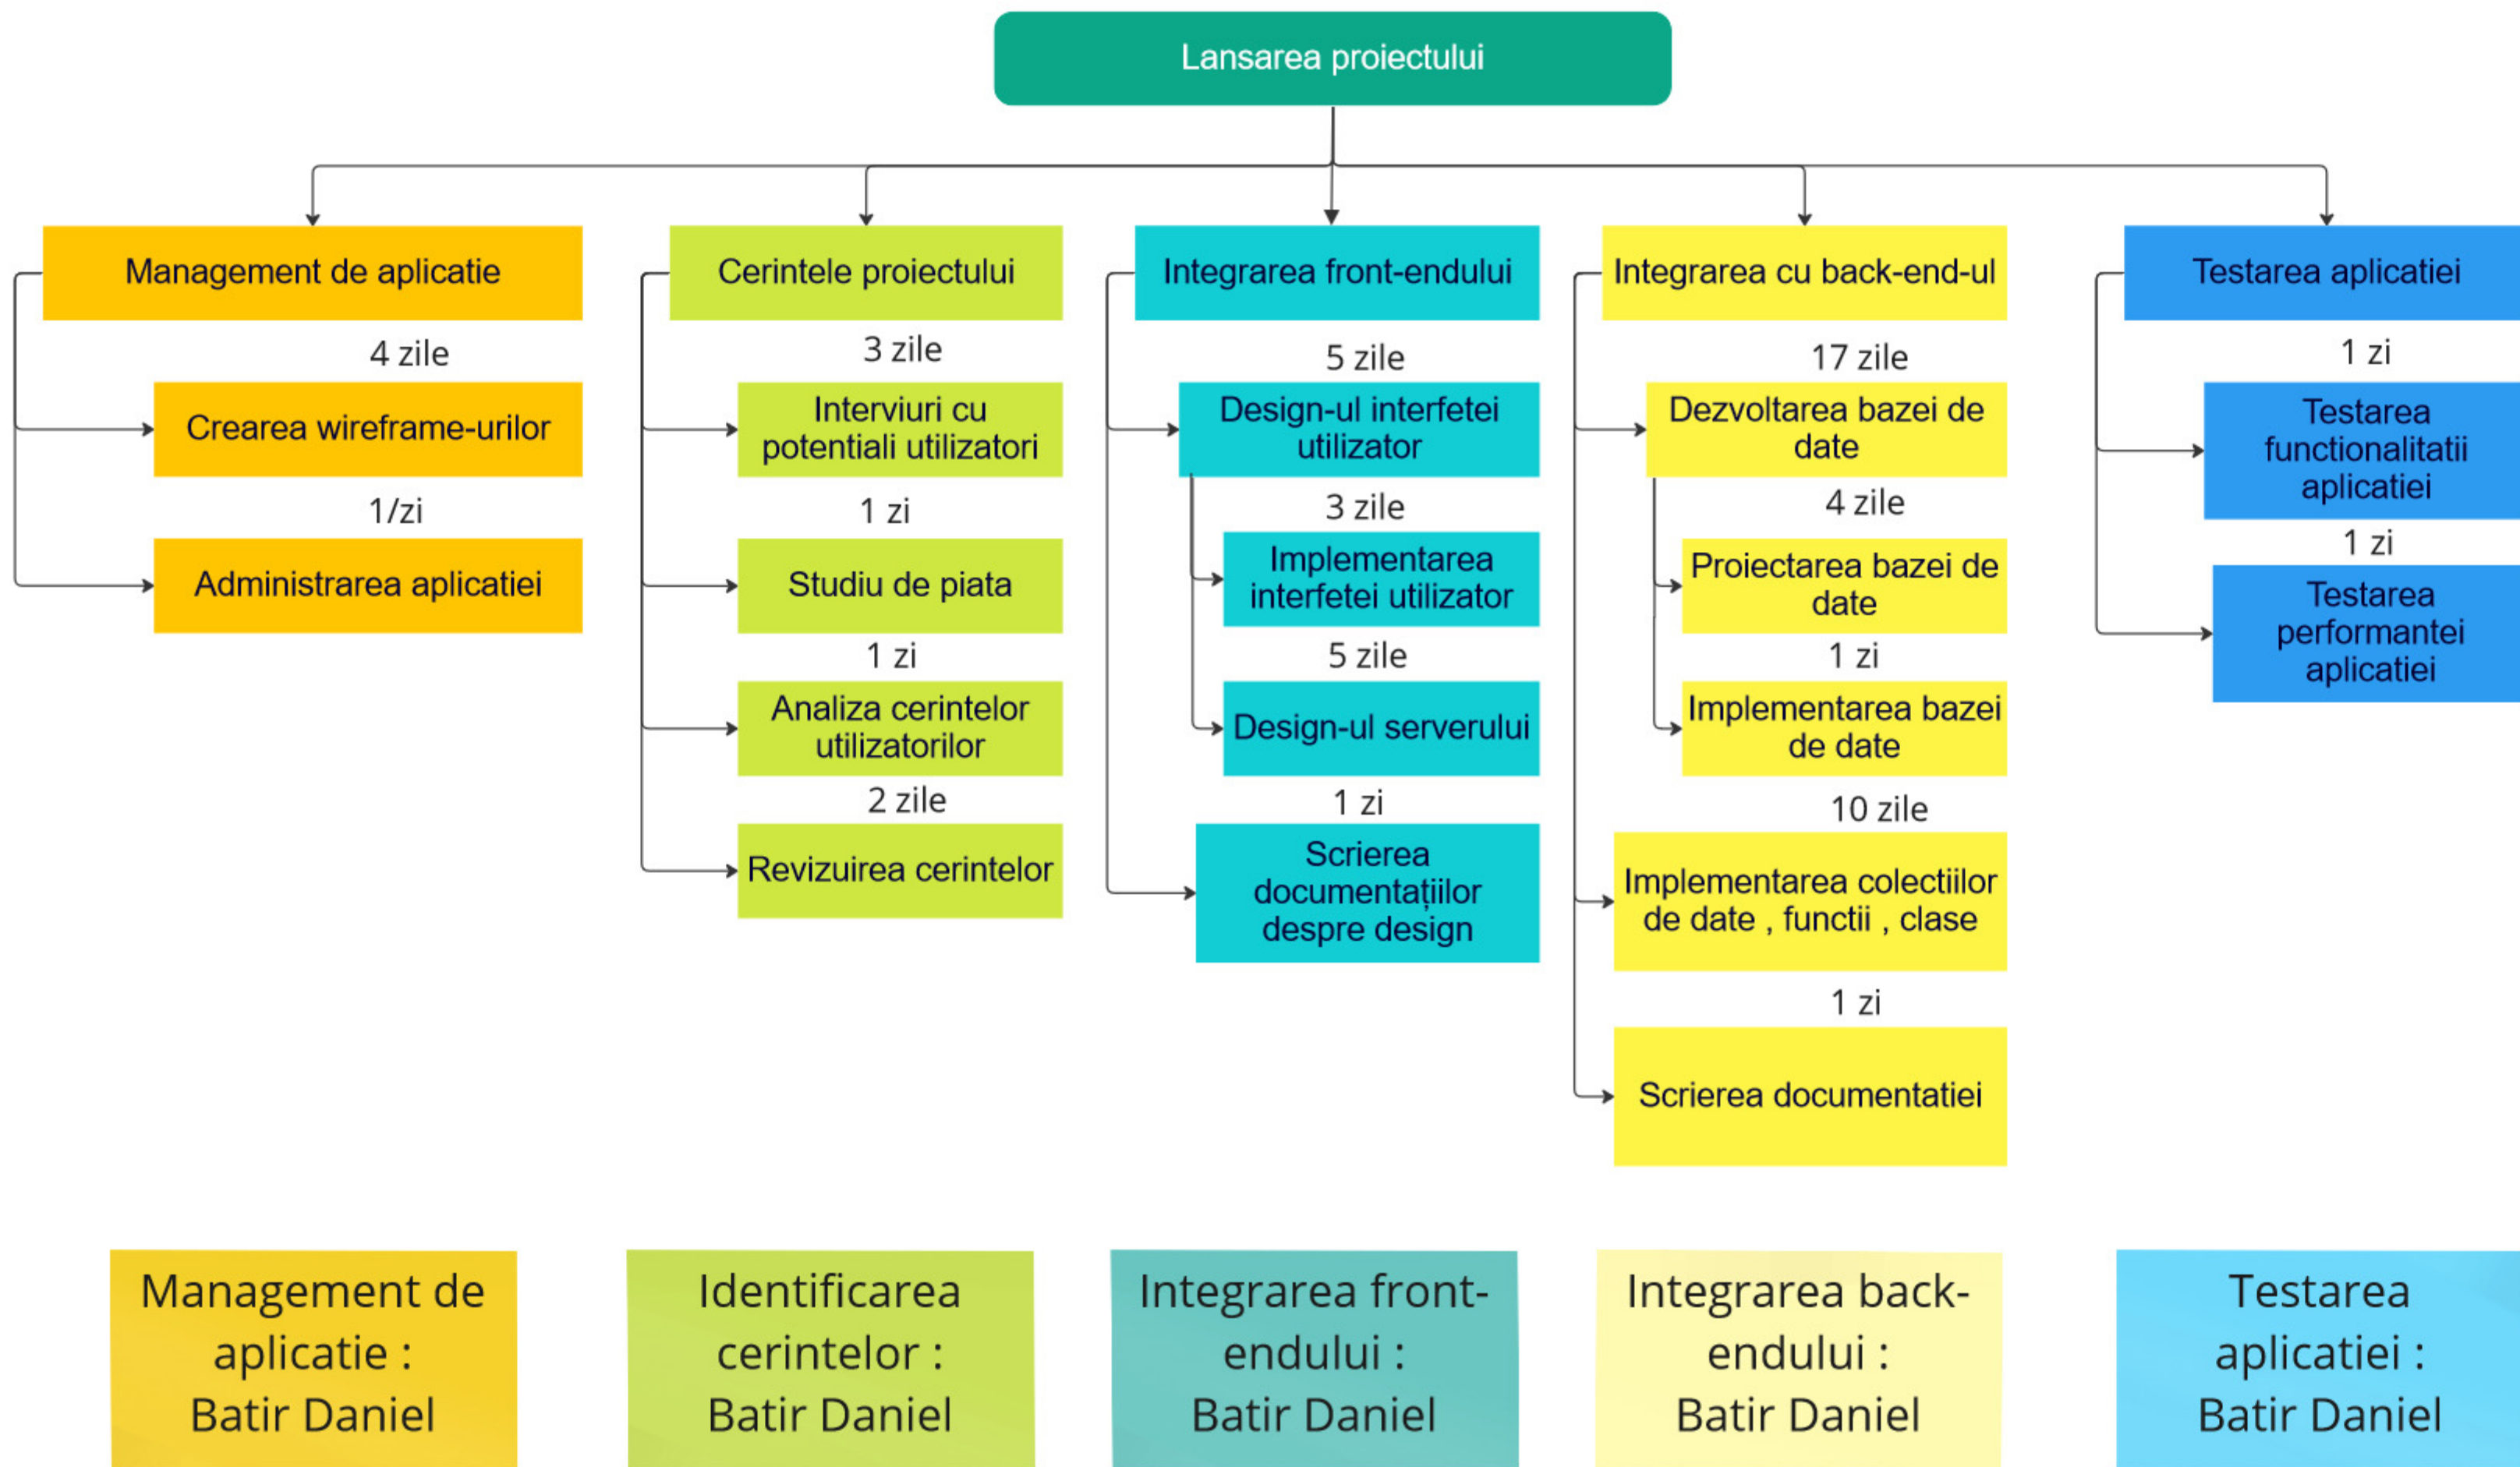 Lansarea proiectului
Management de aplicatie
4 zile
Crearea wireframe-urilor
1/zi
Administrarea aplicatiei
Cerintele proiectului
3 zile
Interviuri cu
potentiali utilizatori
1 zi
Studiu de piata
1 zi
Analiza cerintelor
utilizatorilor
2 zile
Revizuirea cerintelor
Integrarea front-endului
5 zile
Design-ul interfetei
utilizator
3 zile
Implementarea
interfetei utilizator
5 zile
Design-ul serverului
1 zi
Scrierea
documentațiilor
despre design
Integrarea cu back-end-ul
17 zile
Dezvoltarea bazei de
date
4 zile
Proiectarea bazei de
date
1 zi
Implementarea bazei
de date
10 zile
Implementarea colectiilor
de date , functii , clase
1 zi
Scrierea documentatiei
Testarea aplicatiei
1 zi
Testarea
functionalitatii
aplicatiei
1 zi
Testarea
performantei
aplicatiei
Management de
aplicatie :
Batir Daniel
Identificarea
cerintelor :
Batir Daniel
Integrarea front-
endului :
Batir Daniel
Integrarea back-
endului :
Batir Daniel
Testarea
aplicatiei :
Batir Daniel